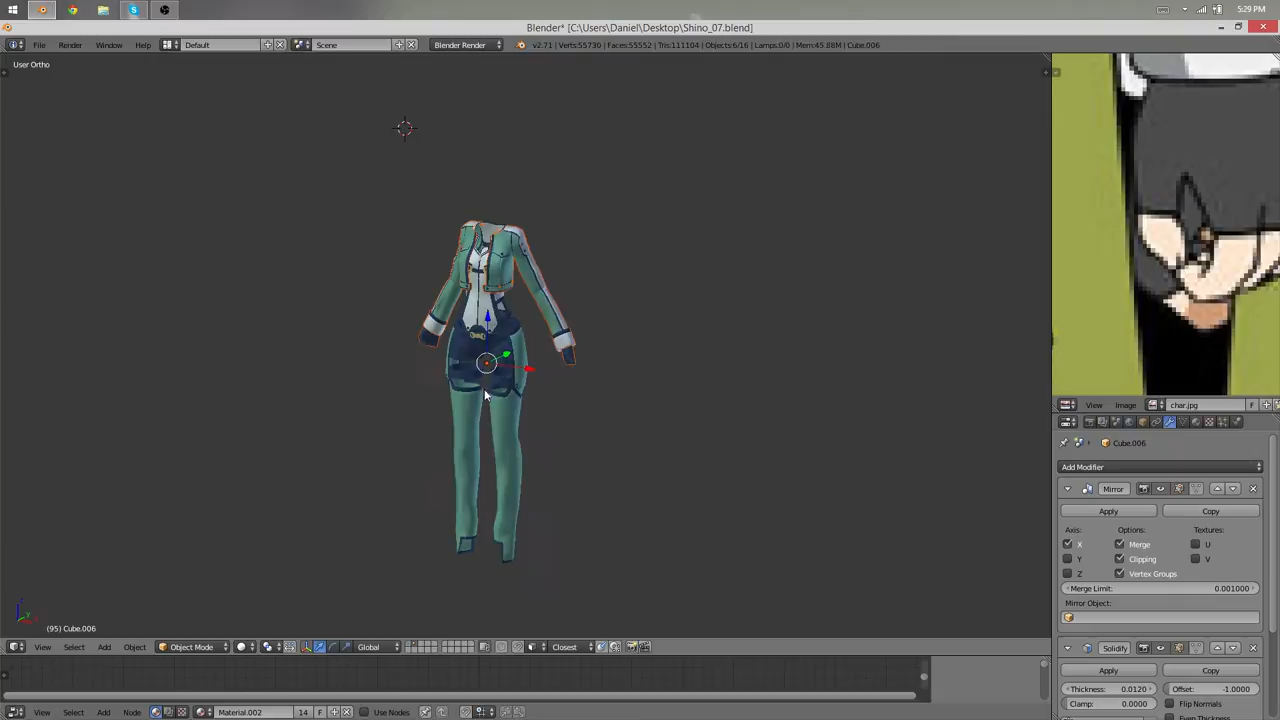 5:29 PM
Blender* [C:\Users\Daniel\Desktop\Shino_07.blend]
File Render Window Help Default Scene Blender Render v2.71 | Verts:55730 | Faces:55552 | Tris:111104 | Objects:6/16 | Lamps:0/0 | Mem:45.88M | Cube.006
User Ortho
View Image char.jpg F
Cube.006
Add Modifier
Mirror
Apply Copy
Axis: Options: Textures:
X Merge U
Y Clipping V
Z Vertex Groups
Merge Limit: 0.001000
Mirror Object:
(95) Cube.006
View Select Add Object Object Mode Global Closest
Solidify
Apply Copy
Thickness: 0.0120 Offset: -1.0000
Clamp: 0.0000 Flip Normals
View Select Add Node Material.002 14 F Use Nodes